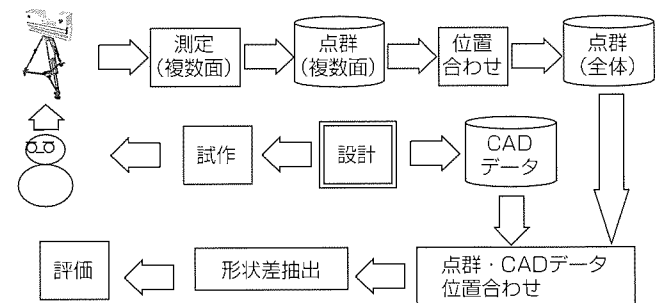 測定
(複数面)
点群
(複数面)
位置
合わせ
点群
(全体)
試作
設計
CAD
データ
評価
形状差抽出
点群・CADデータ
位置合わせ